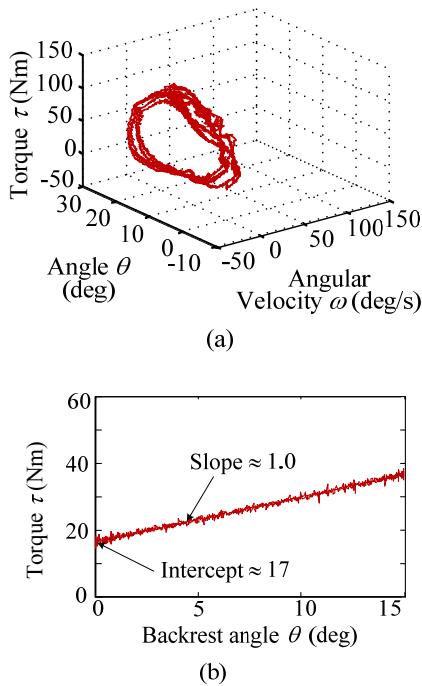 150
100
50
0
-50
Torque τ (Nm)
30
20
10
0
-10
Angle θ
(deg)
-50
0
50
100
150
Angular
Velocity ω (deg/s)
(a)
60
40
20
0
Torque τ (Nm)
Slope ≈ 1.0
Intercept ≈ 17
0
5
10
15
Backrest angle θ (deg)
(b)